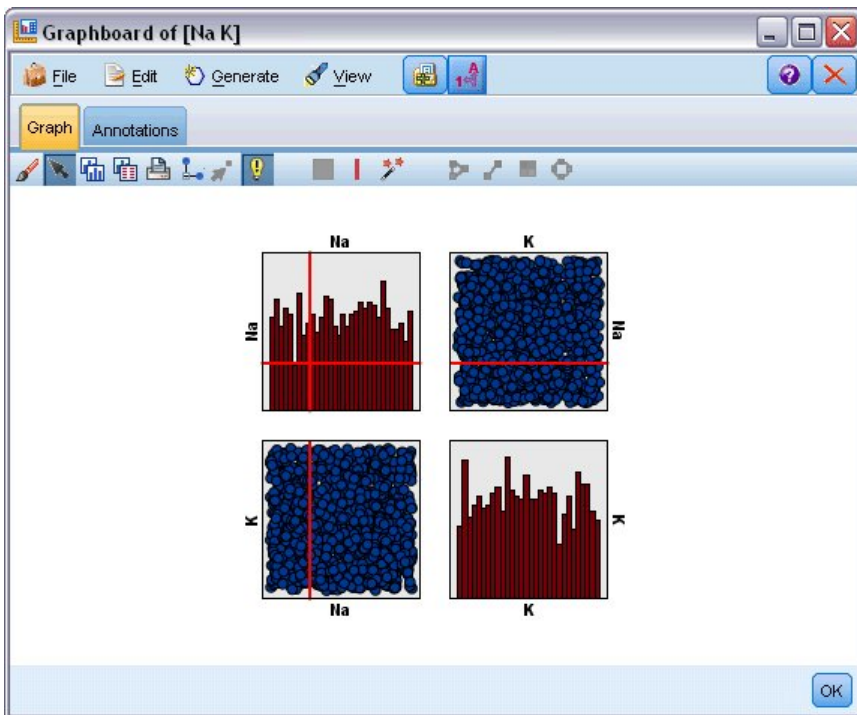 Graphboard of [Na K]
File Edit Generate View
Graph Annotations
Na K
Na Na
K K
Na K
OK